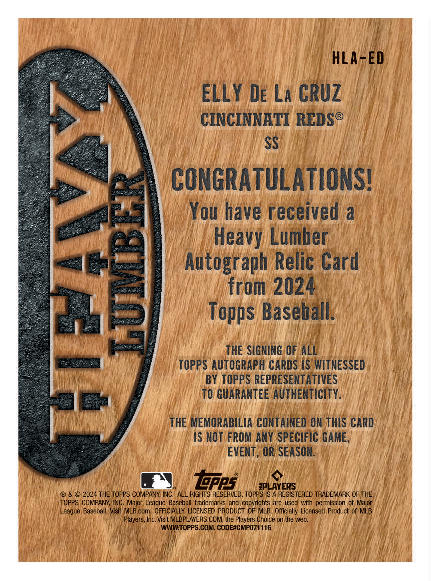 HLA-ED
ELLY DE LA CRUZ
CINCINNATI REDS®
SS
HEAVY
LUMBER
CONGRATULATIONS!
You have received a
Heavy Lumber
Autograph Relic Card
from 2024
Topps Baseball.
THE SIGNING OF ALL
TOPPS AUTOGRAPH CARDS IS WITNESSED
BY TOPPS REPRESENTATIVES
TO GUARANTEE AUTHENTICITY.
THE MEMORABILIA CONTAINED ON THIS CARD
IS NOT FROM ANY SPECIFIC GAME,
EVENT, OR SEASON.
Topps
PLAYERS
® & © 2024 THE TOPPS COMPANY, INC. ALL RIGHTS RESERVED. TOPPS IS A REGISTERED TRADEMARK OF THE
TOPPS COMPANY, INC. Major League Baseball trademarks and copyrights are used with permission of Major
League Baseball. Visit MLB.com. OFFICIALLY LICENSED PRODUCT OF MLB. Officially Licensed Product of MLB
Players, Inc. Visit MLBPLAYERS.COM, the Players Choice on the web.
WWW.TOPPS.COM. CODE#CMP071116